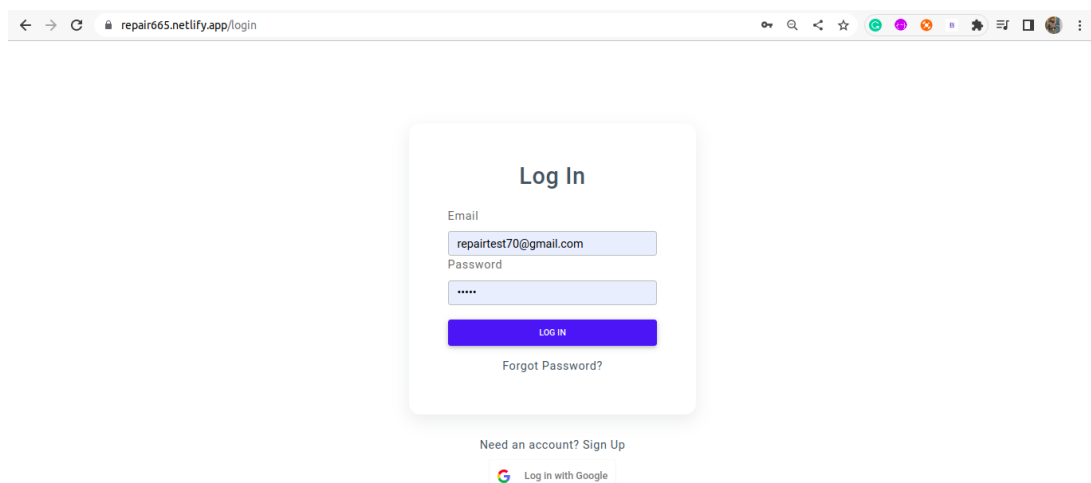 repair665.netlify.app/login
Log In
Email
repairtest70@gmail.com
Password
•••••
LOG IN
Forgot Password?
Need an account? Sign Up
Log in with Google